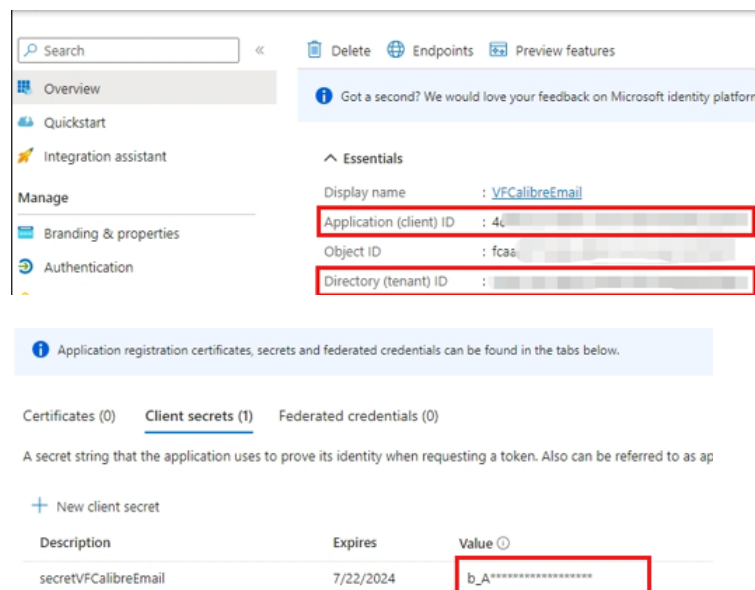 Search «
Delete Endpoints Preview features
Overview
Got a second? We would love your feedback on Microsoft identity platforr
Quickstart
Integration assistant
Essentials
Manage
Display name : VFCalibreEmail
Application (client) ID : 4c
Branding & properties
Object ID : fcaa
Authentication
Directory (tenant) ID :
Application registration certificates, secrets and federated credentials can be found in the tabs below.
Certificates (0) Client secrets (1) Federated credentials (0)
A secret string that the application uses to prove its identity when requesting a token. Also can be referred to as ap
New client secret
Description Expires Value
secretVFCalibreEmail 7/22/2024 b_A******************